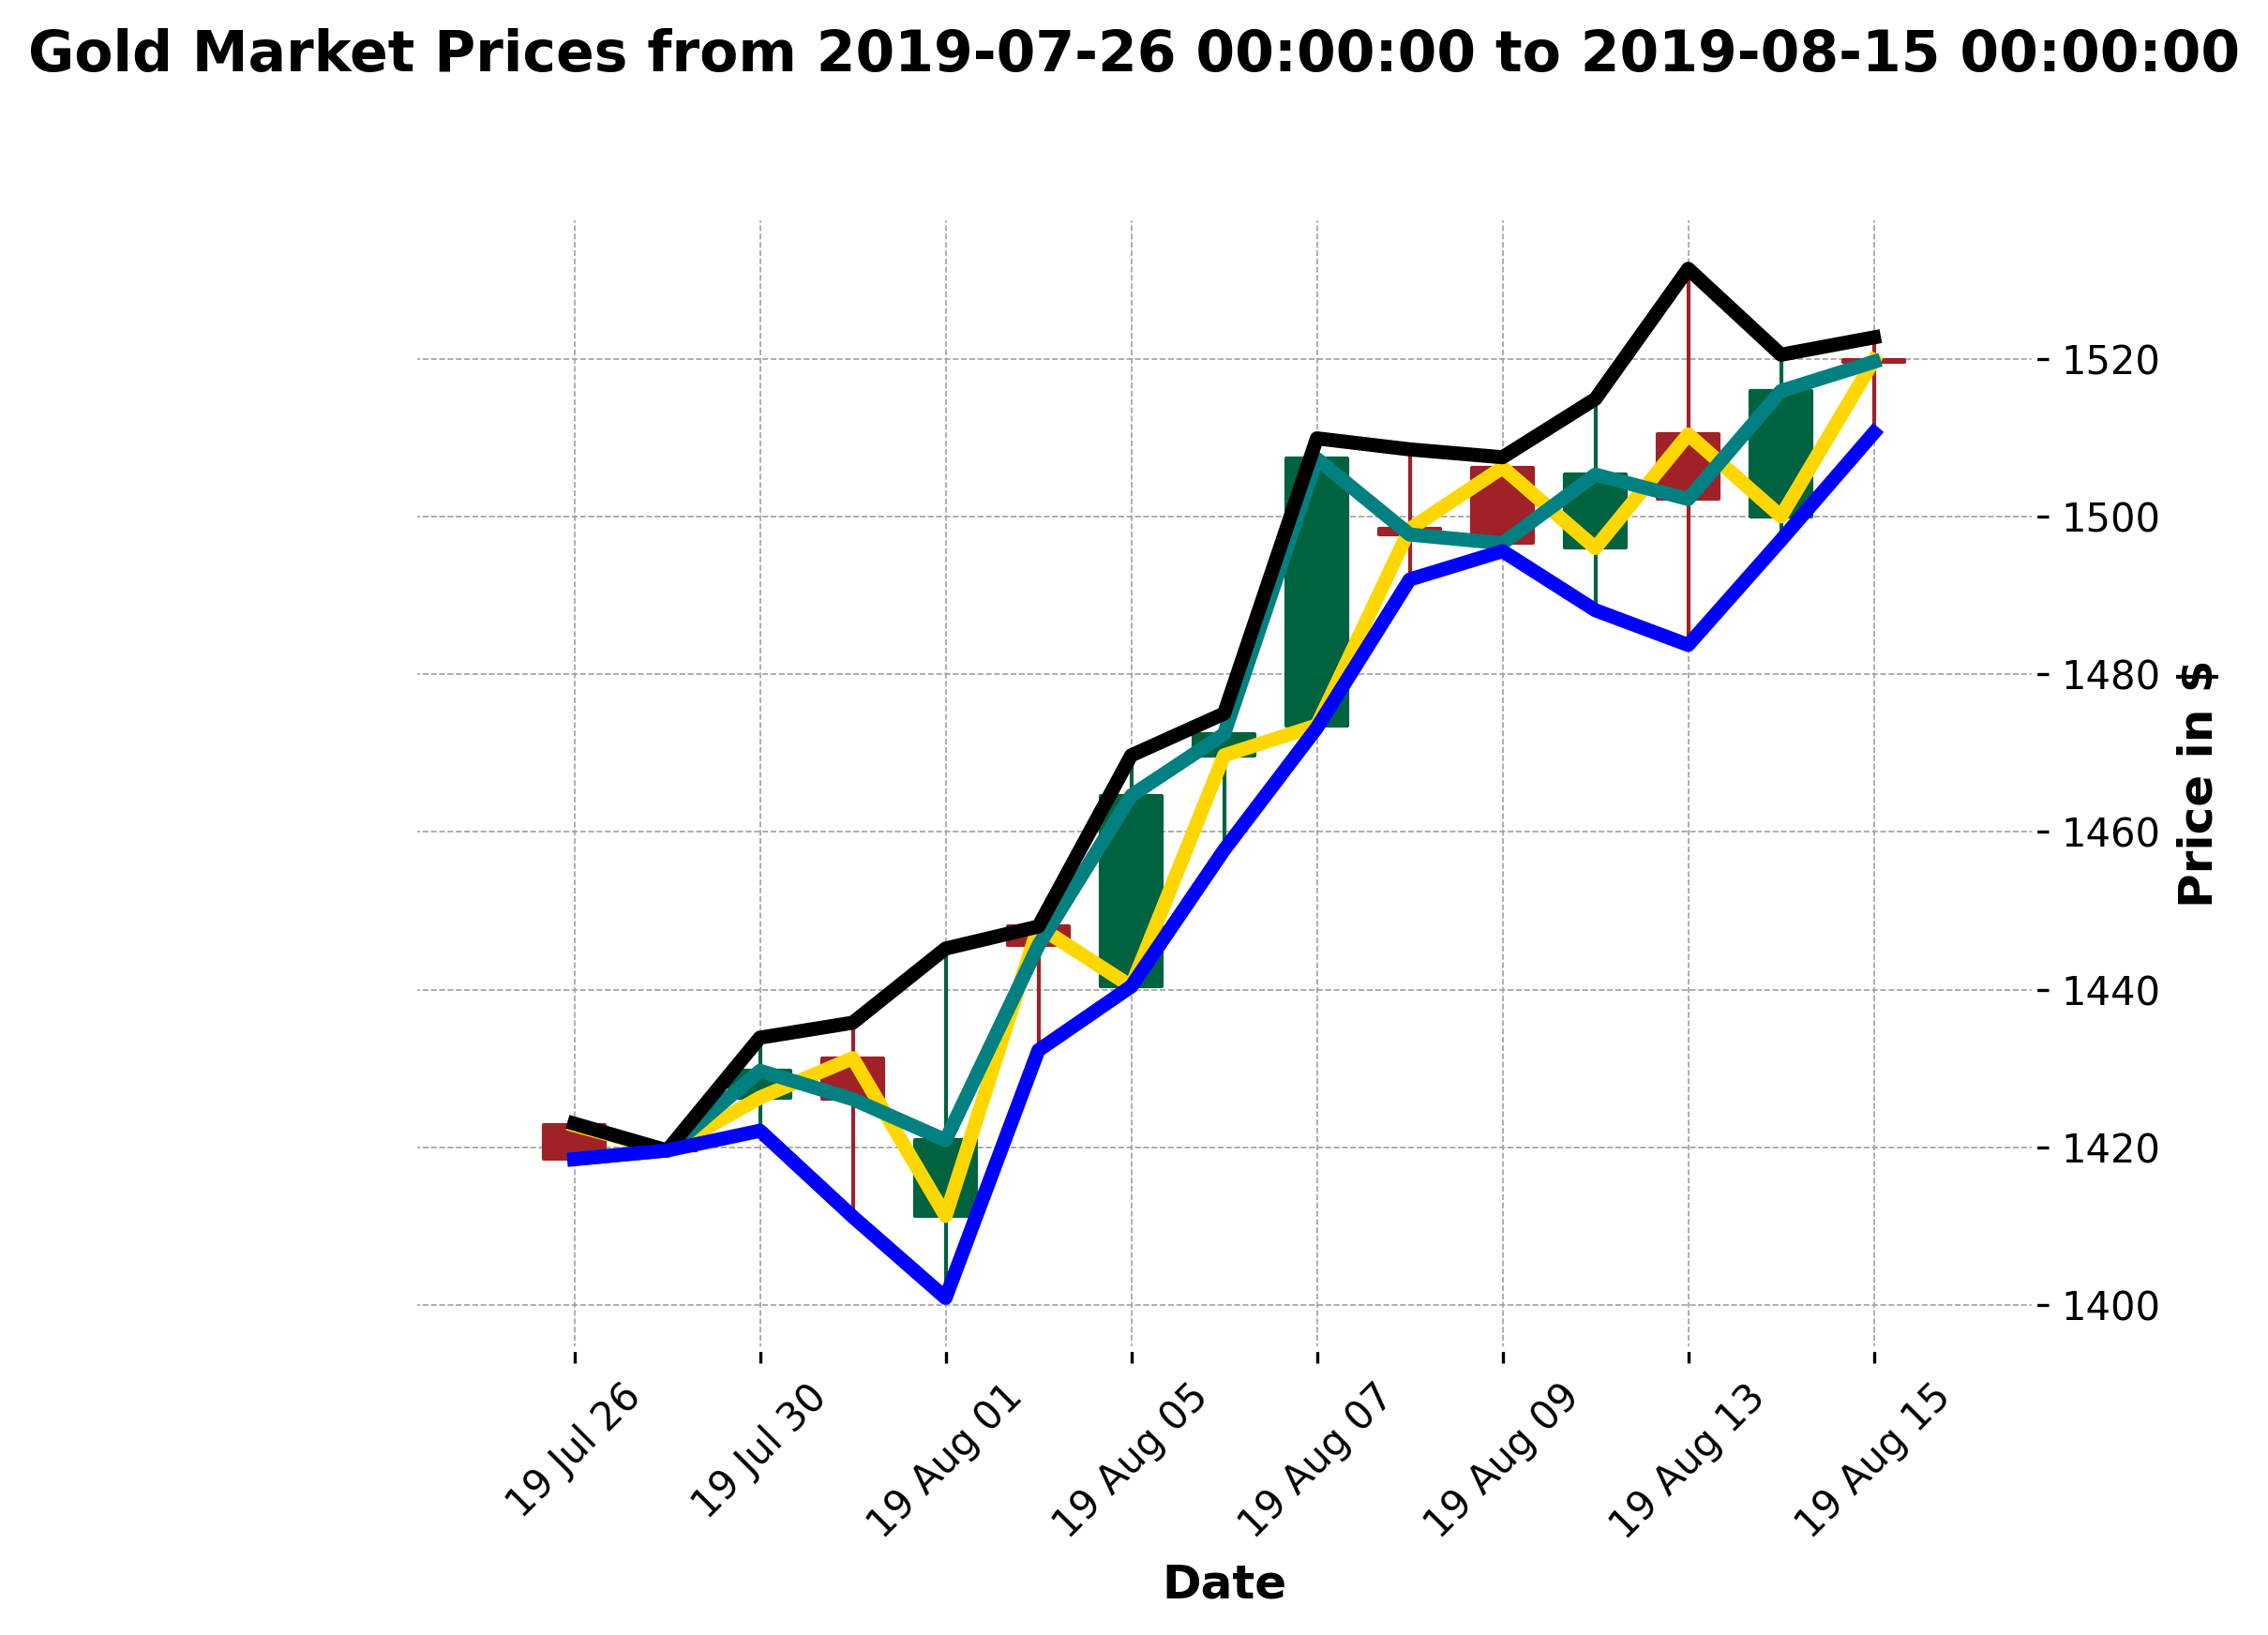 Gold Market Prices from 2019-07-26 00:00:00 to 2019-08-15 00:00:00
1520
1500
1480
1460
1440
1420
1400
Price in $
19 Jul 26
19 Jul 30
19 Aug 01
19 Aug 05
19 Aug 07
19 Aug 09
19 Aug 13
19 Aug 15
Date